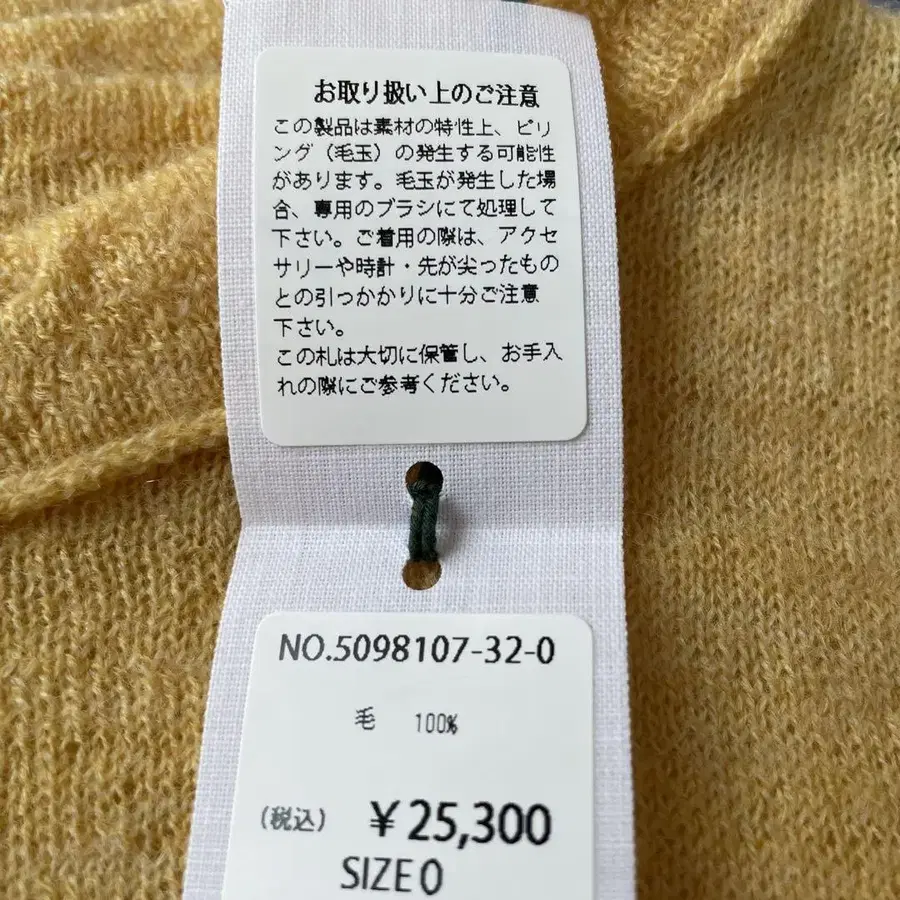 お取り扱い上のご注意
この製品は素材の特性上、ピリ
ング（毛玉）の発生する可能性
があります。毛玉が発生した場
合、専用のブラシにて処理して
下さい。ご着用の際は、アクセ
サリーや時計・先が尖ったもの
との引っかかりに十分ご注意
下さい。
この札は大切に保管し、お手入
れの際にご参考ください。
NO.5098107-32-0
毛 100%
（税込） ￥25,300
SIZE 0